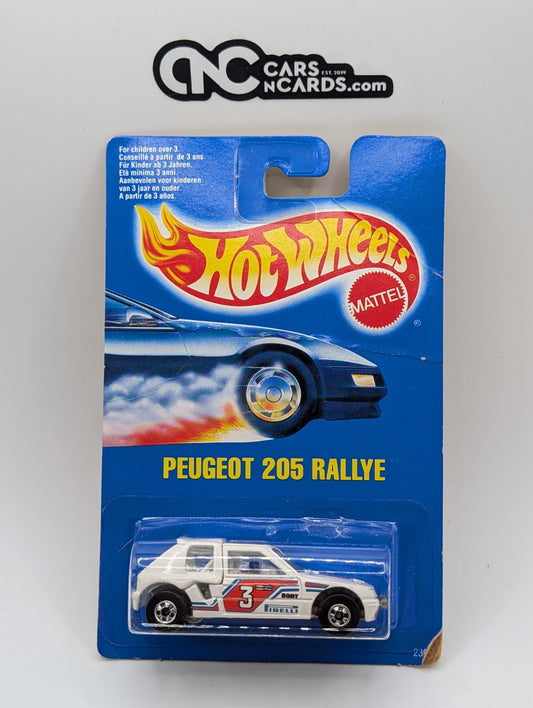 CNC CARS
EST. 2019
NCARDS.com
For children over 3.
Conseillé à partir de 3 ans.
Für Kinder ab 3 Jahren.
Età minima 3 anni.
Aanbevolen voor kinderen
van 3 jaar en ouder.
A partir de 3 años.
HOT WHEELS
®
MATTEL
®
PEUGEOT 205 RALLYE
3
SORT
PIRELLI